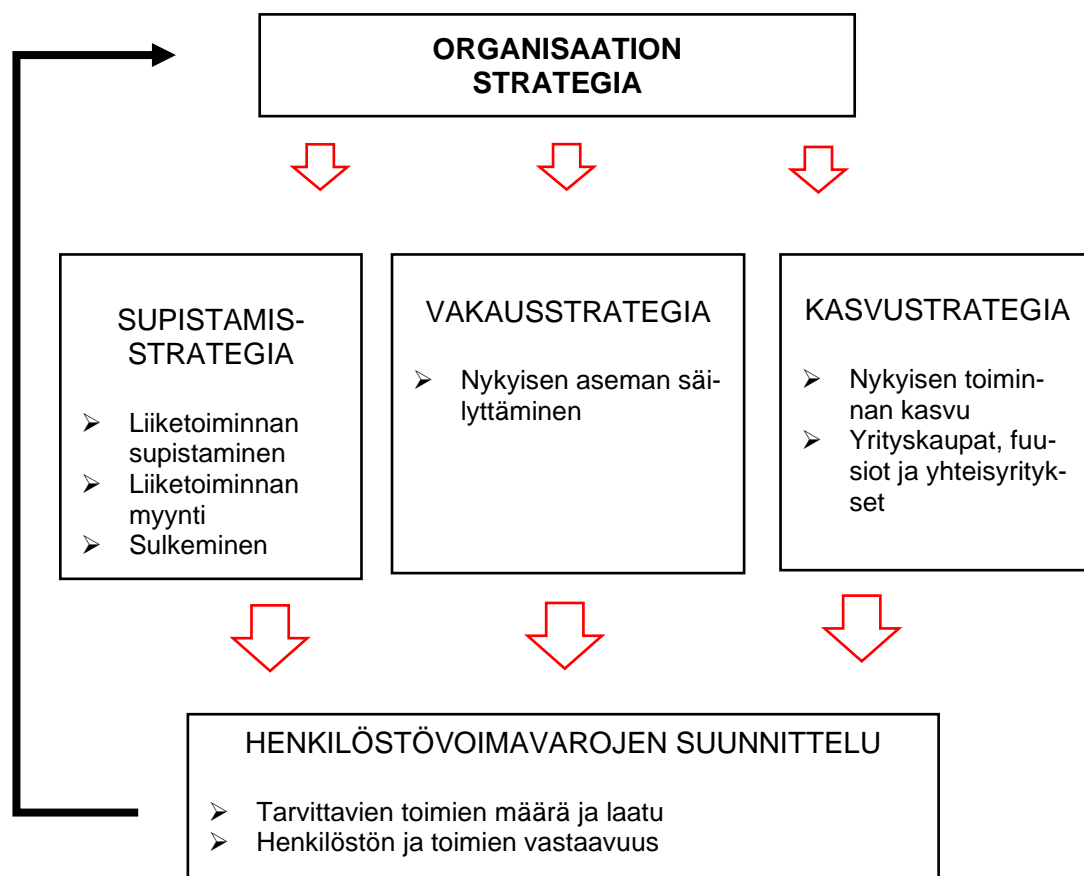 ORGANISAATION
STRATEGIA
SUPISTAMIS-
STRATEGIA
➢ Liiketoiminnan
supistaminen
➢ Liiketoiminnan
myynti
➢ Sulkeminen
VAKAUSSTRATEGIA
➢ Nykyisen aseman säi-
lyttäminen
KASVUSTRATEGIA
➢ Nykyisen toimin-
nan kasvu
➢ Yrityskaupat, fuu-
siot ja yhteisyrityk-
set
HENKILÖSTÖVOIMAVAROJEN SUUNNITTELU
➢ Tarvittavien toimien määrä ja laatu
➢ Henkilöstön ja toimien vastaavuus